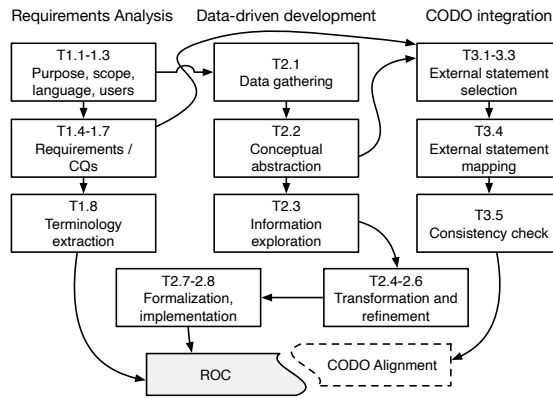 Requirements Analysis
Data-driven development
CODO integration
T1.1-1.3
Purpose, scope,
language, users
T2.1
Data gathering
T3.1-3.3
External statement
selection
T1.4-1.7
Requirements /
CQs
T2.2
Conceptual
abstraction
T3.4
External statement
mapping
T1.8
Terminology
extraction
T2.3
Information
exploration
T3.5
Consistency check
T2.7-2.8
Formalization,
implementation
T2.4-2.6
Transformation and
refinement
ROC
CODO Alignment